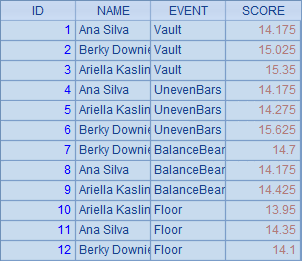 ID NAME EVENT SCORE
1 Ana Silva Vault 14.175
2 Berky Downie Vault 15.025
3 Ariella Kaslin Vault 15.35
4 Ana Silva UnevenBars 14.175
5 Ariella Kaslin UnevenBars 14.275
6 Berky Downie UnevenBars 15.625
7 Berky Downie BalanceBear 14.7
8 Ana Silva BalanceBear 14.175
9 Ariella Kaslin BalanceBear 14.425
10 Ariella Kaslin Floor 13.95
11 Ana Silva Floor 14.35
12 Berky Downie Floor 14.1